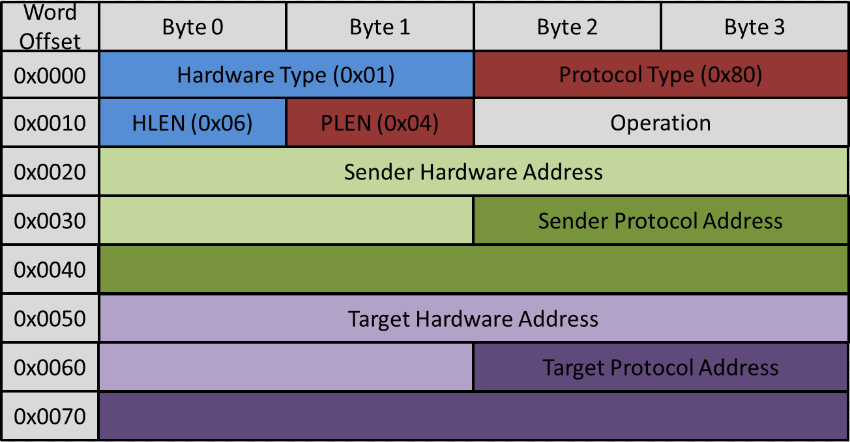 Word Offset Byte 0 Byte 1 Byte 2 Byte 3
0x0000 Hardware Type (0x01) Protocol Type (0x80)
0x0010 HLEN (0x06) PLEN (0x04) Operation
0x0020 Sender Hardware Address
0x0030 Sender Protocol Address
0x0040
0x0050 Target Hardware Address
0x0060 Target Protocol Address
0x0070